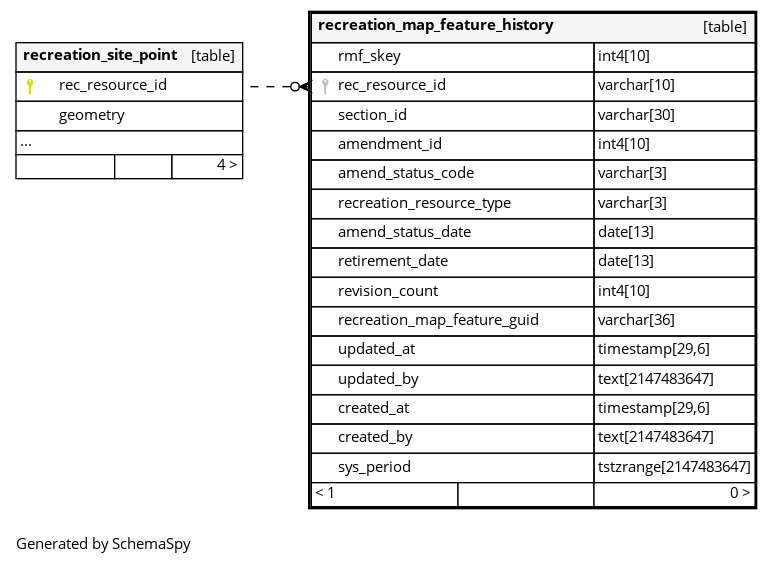 recreation_site_point [table]
rec_resource_id
geometry
...
4 >
recreation_map_feature_history [table]
rmf_skey int4[10]
rec_resource_id varchar[10]
section_id varchar[30]
amendment_id int4[10]
amend_status_code varchar[3]
recreation_resource_type varchar[3]
amend_status_date date[13]
retirement_date date[13]
revision_count int4[10]
recreation_map_feature_guid varchar[36]
updated_at timestamp[29,6]
updated_by text[2147483647]
created_at timestamp[29,6]
created_by text[2147483647]
sys_period tstzrange[2147483647]
< 1 0 >
Generated by SchemaSpy